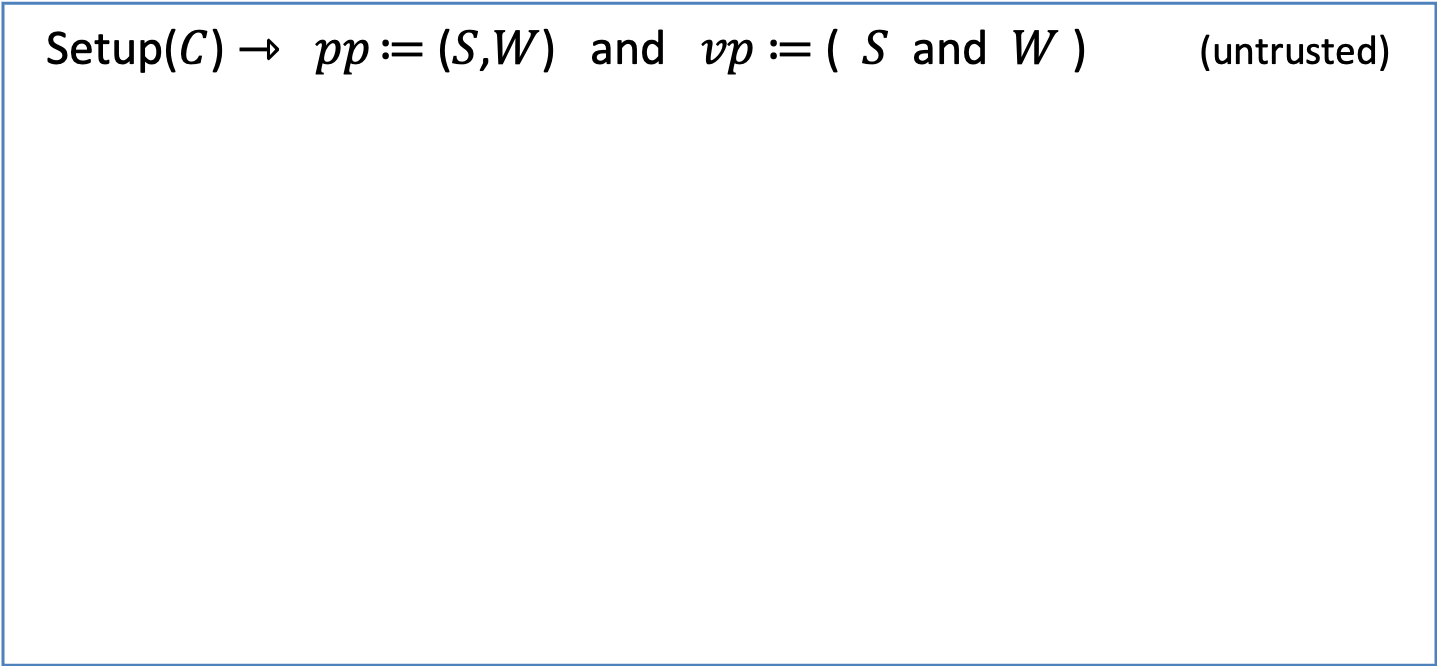 Setup(C) → pp := (S,W) and vp := ( S and W ) (untrusted)